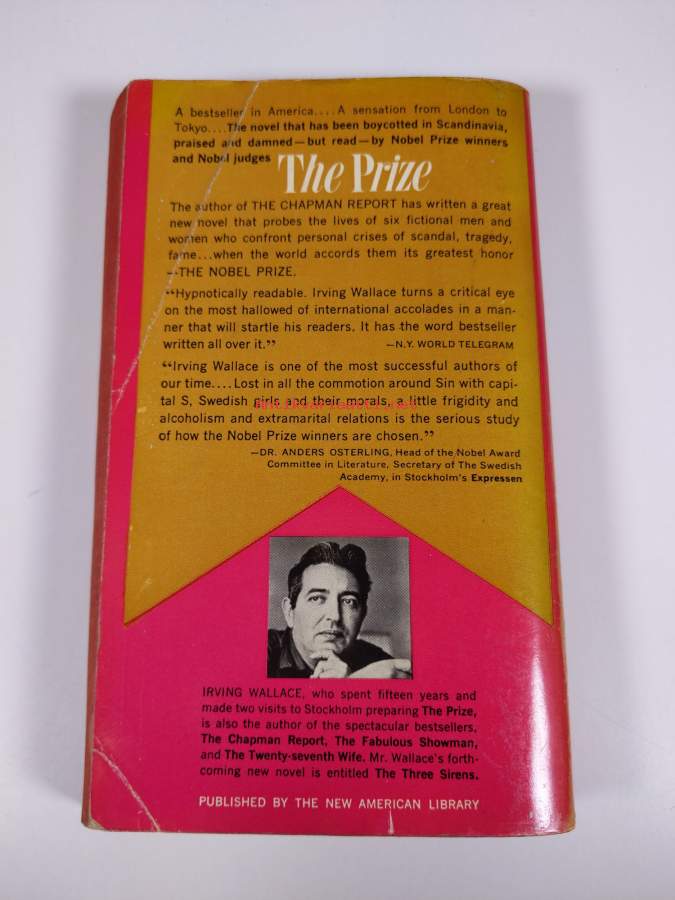 A bestseller in America....A sensation from London to
Tokyo....The novel that has been boycotted in Scandinavia,
praised and damned—but read—by Nobel Prize winners
and Nobel judges
The Prize
The author of THE CHAPMAN REPORT has written a great
new novel that probes the lives of six fictional men and
women who confront personal crises of scandal, tragedy,
fame...when the world accords them its greatest honor
—THE NOBEL PRIZE.
“Hypnotically readable. Irving Wallace turns a critical eye
on the most hallowed of international accolades in a man-
ner that will startle his readers. It has the word bestseller
written all over it.”
—N.Y. WORLD TELEGRAM
“Irving Wallace is one of the most successful authors of
our time....Lost in all the commotion around Sin with capi-
tal S, Swedish girls and their morals, a little frigidity and
alcoholism and extramarital relations is the serious study
of how the Nobel Prize winners are chosen.”
—DR. ANDERS OSTERLING, Head of the Nobel Award
Committee in Literature, Secretary of The Swedish
Academy, in Stockholm's Expressen
IRVING WALLACE, who spent fifteen years and
made two visits to Stockholm preparing The Prize,
is also the author of the spectacular bestsellers,
The Chapman Report, The Fabulous Showman,
and The Twenty-seventh Wife. Mr. Wallace's forth-
coming new novel is entitled The Three Sirens.
PUBLISHED BY THE NEW AMERICAN LIBRARY